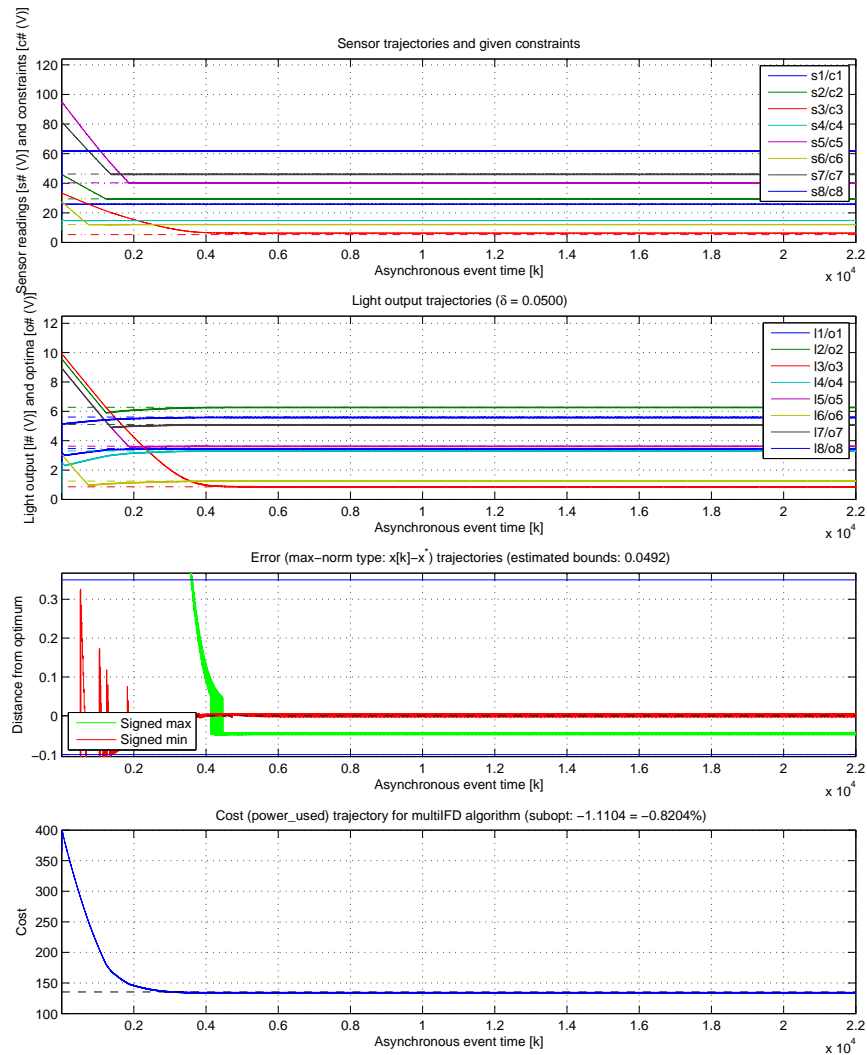 Sensor trajectories and given constraints
Sensor readings [s# (V)] and constraints [c# (V)]
120
100
80
60
40
20
0
s1/c1
s2/c2
s3/c3
s4/c4
s5/c5
s6/c6
s7/c7
s8/c8
0.2 0.4 0.6 0.8 1 1.2 1.4 1.6 1.8 2 2.2
Asynchronous event time [k]
x 10^4
Light output trajectories (δ = 0.0500)
Light output [l# (V)] and optima [o# (V)]
12
10
8
6
4
2
0
l1/o1
l2/o2
l3/o3
l4/o4
l5/o5
l6/o6
l7/o7
l8/o8
0.2 0.4 0.6 0.8 1 1.2 1.4 1.6 1.8 2 2.2
Asynchronous event time [k]
x 10^4
Error (max−norm type: x[k]−x^*) trajectories (estimated bounds: 0.0492)
Distance from optimum
0.3
0.2
0.1
0
−0.1
Signed max
Signed min
0.2 0.4 0.6 0.8 1 1.2 1.4 1.6 1.8 2 2.2
Asynchronous event time [k]
x 10^4
Cost (power_used) trajectory for multiIFD algorithm (subopt: −1.1104 = −0.8204%)
Cost
400
350
300
250
200
150
100
0.2 0.4 0.6 0.8 1 1.2 1.4 1.6 1.8 2 2.2
Asynchronous event time [k]
x 10^4